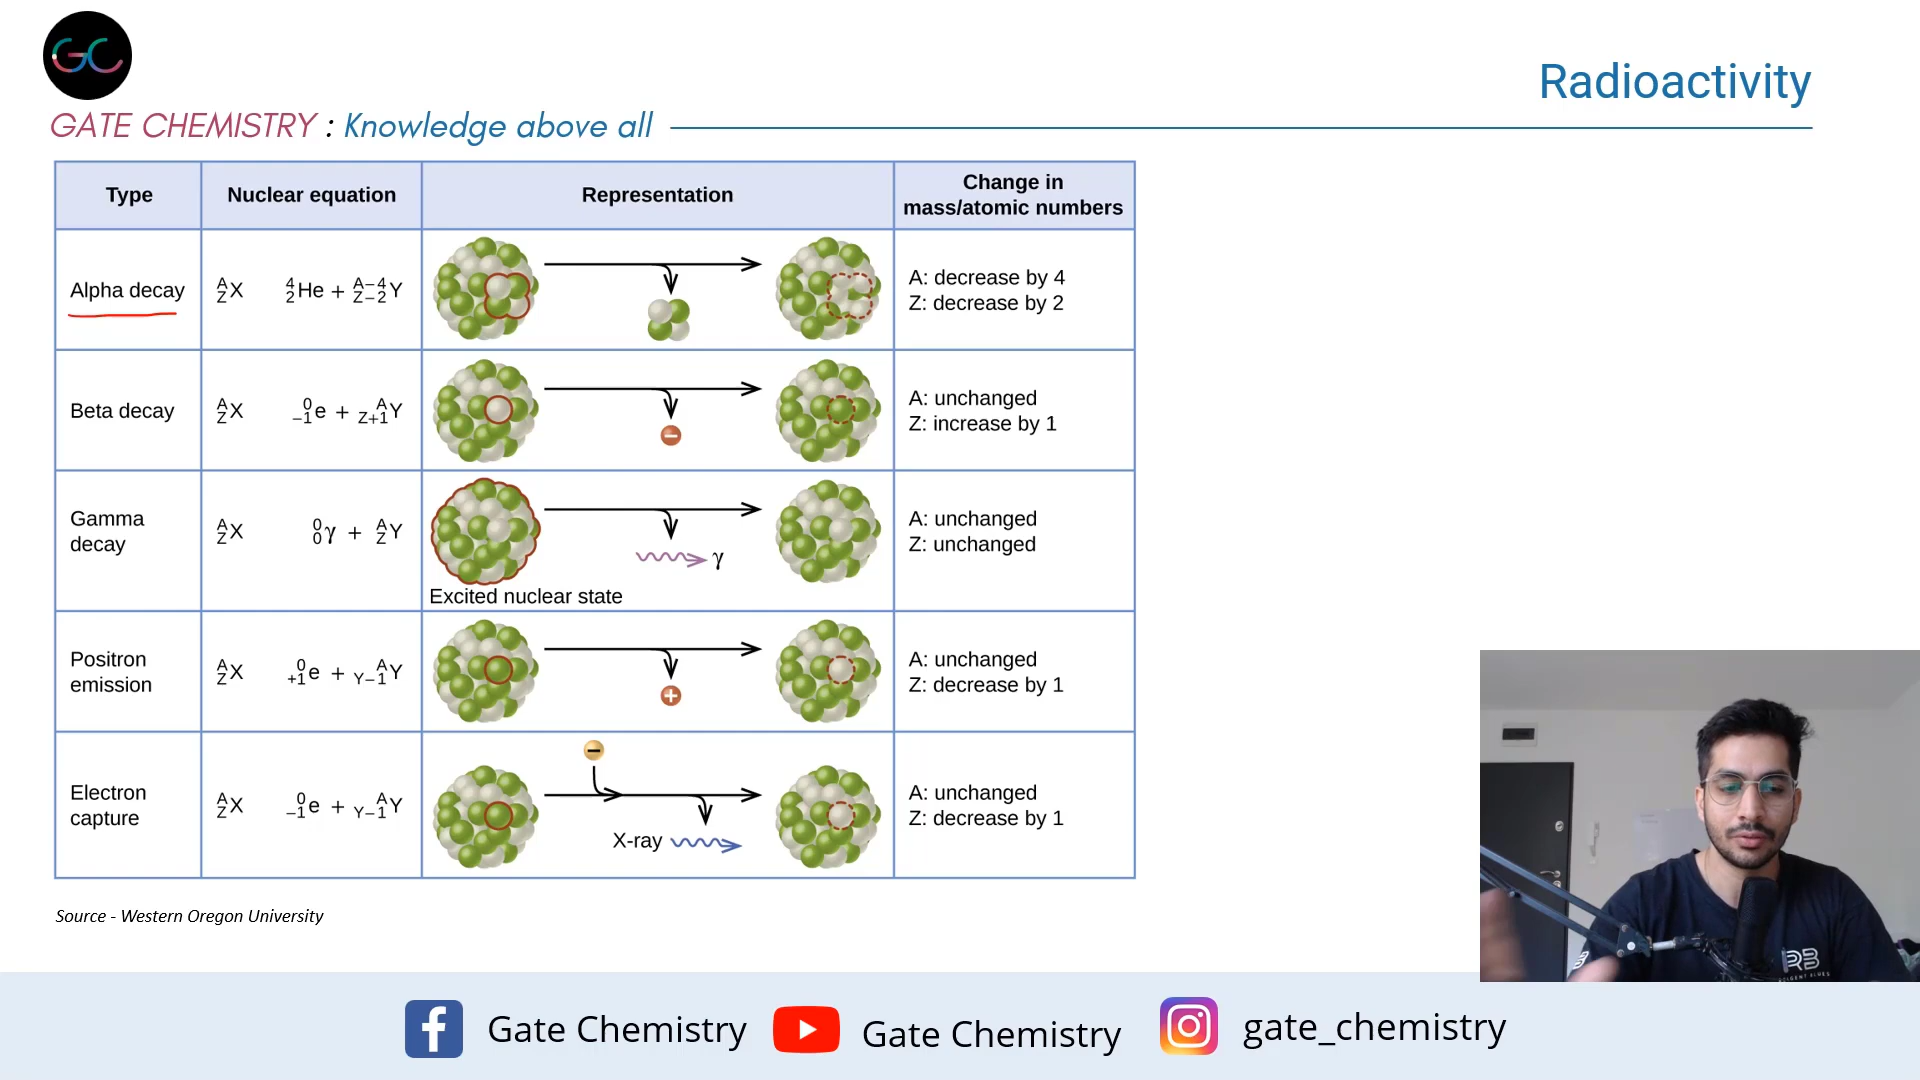 GC
Radioactivity
GATE CHEMISTRY : Knowledge above all
Type
Nuclear equation
Representation
Change in
mass/atomic numbers
Alpha decay
A Z X 4 2 He + A−4 Z−2 Y
A: decrease by 4
Z: decrease by 2
Beta decay
A Z X 0 −1 e + A Z+1 Y
−
A: unchanged
Z: increase by 1
Gamma
decay
A Z X 0 0 γ + A Z Y
γ
Excited nuclear state
A: unchanged
Z: unchanged
Positron
emission
A Z X 0 +1 e + A Y−1 Y
+
A: unchanged
Z: decrease by 1
Electron
capture
A Z X 0 −1 e + A Y−1 Y
−
X-ray
A: unchanged
Z: decrease by 1
Source - Western Oregon University
RB
f Gate Chemistry
Gate Chemistry
gate_chemistry